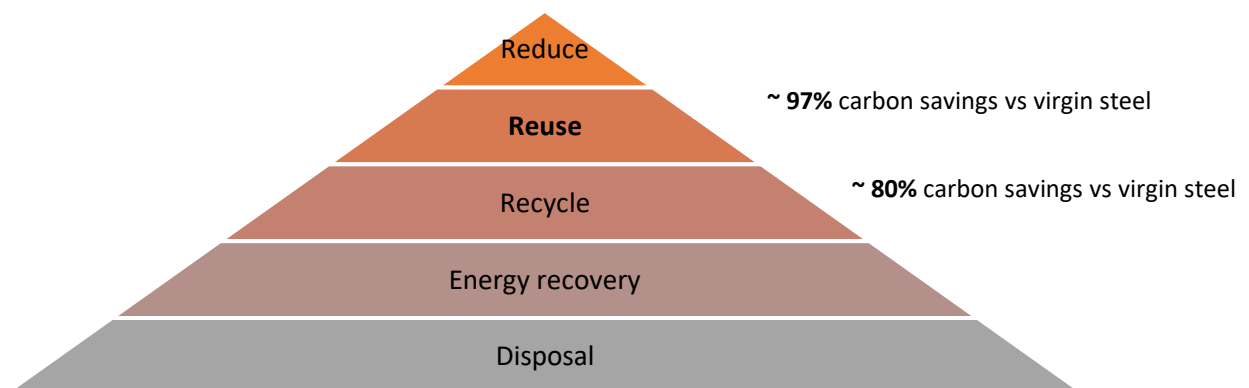 Reduce
~ 97% carbon savings vs virgin steel
Reuse
~ 80% carbon savings vs virgin steel
Recycle
Energy recovery
Disposal